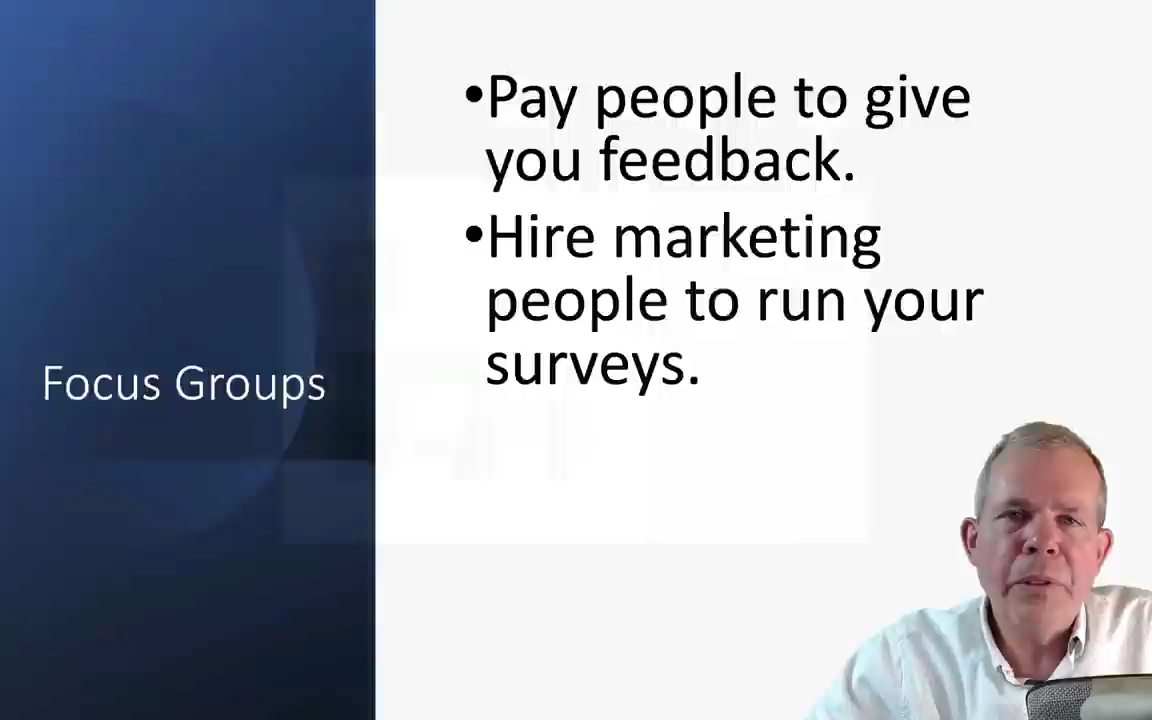 •Pay people to give
you feedback.
•Hire marketing
people to run your
surveys.
Focus Groups